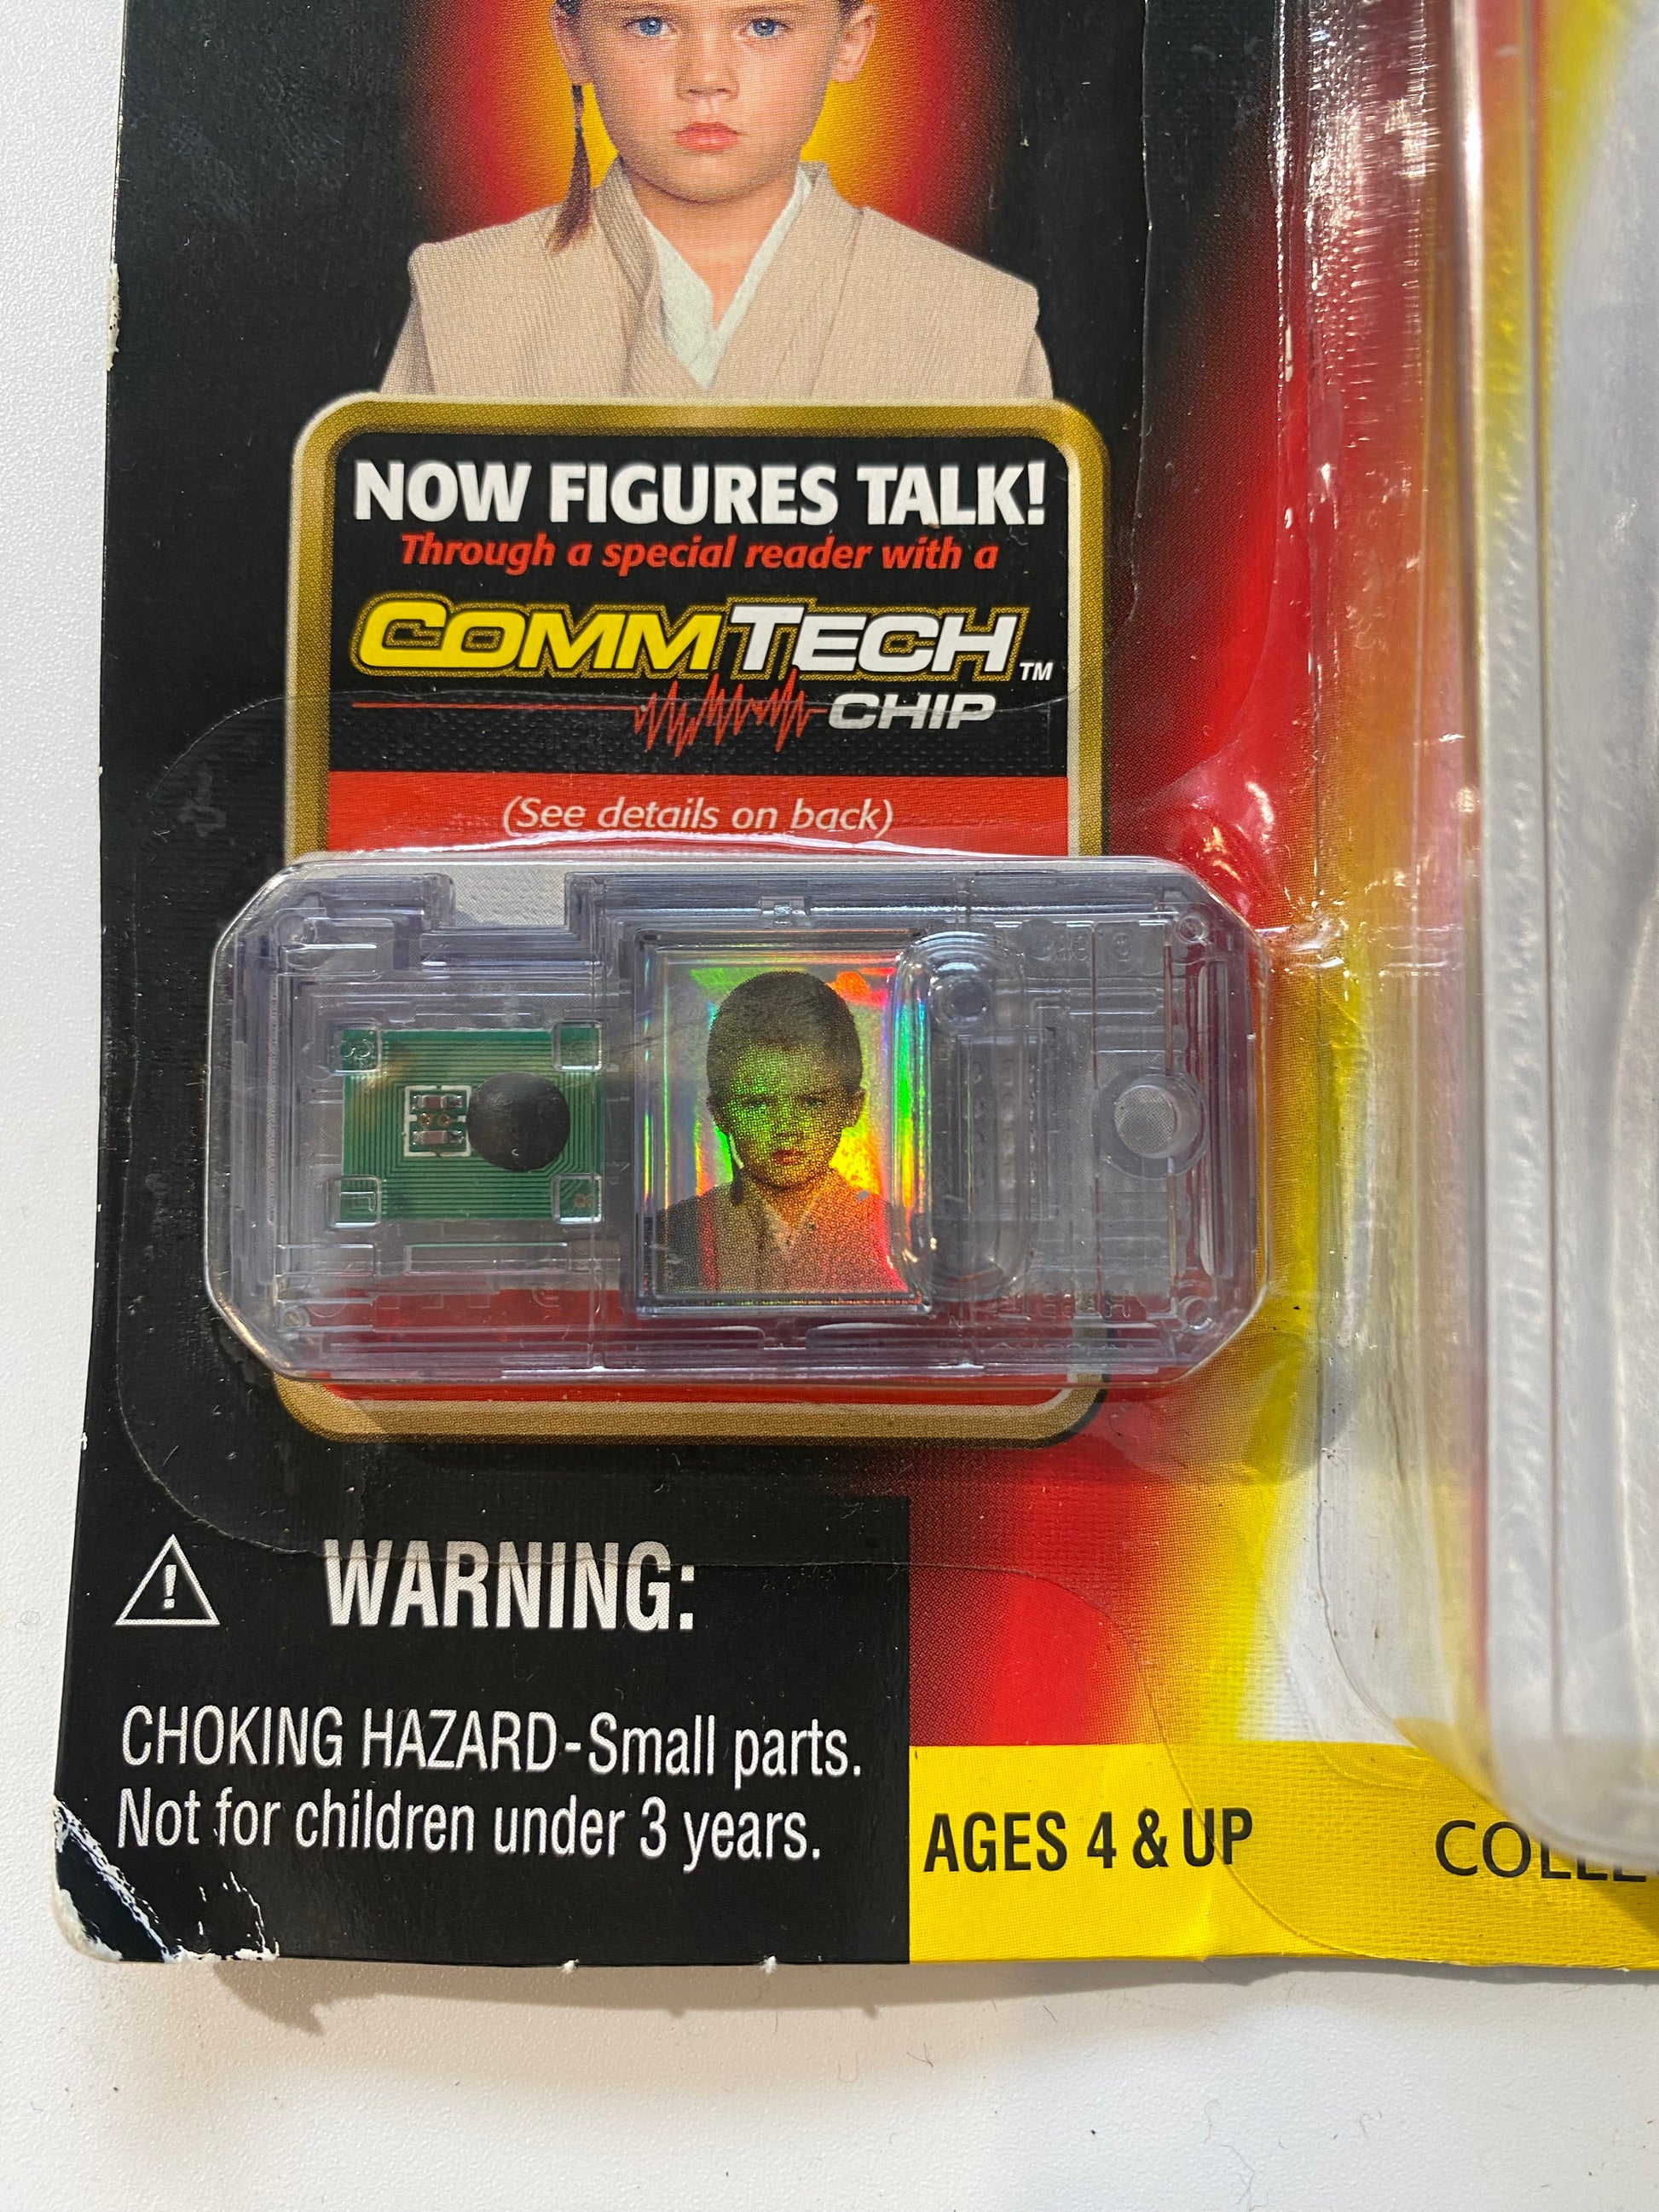 NOW FIGURES TALK!
Through a special reader with a
COMMTECH™
CHIP
(See details on back)
WARNING:
CHOKING HAZARD-Small parts.
Not for children under 3 years.
AGES 4 & UP